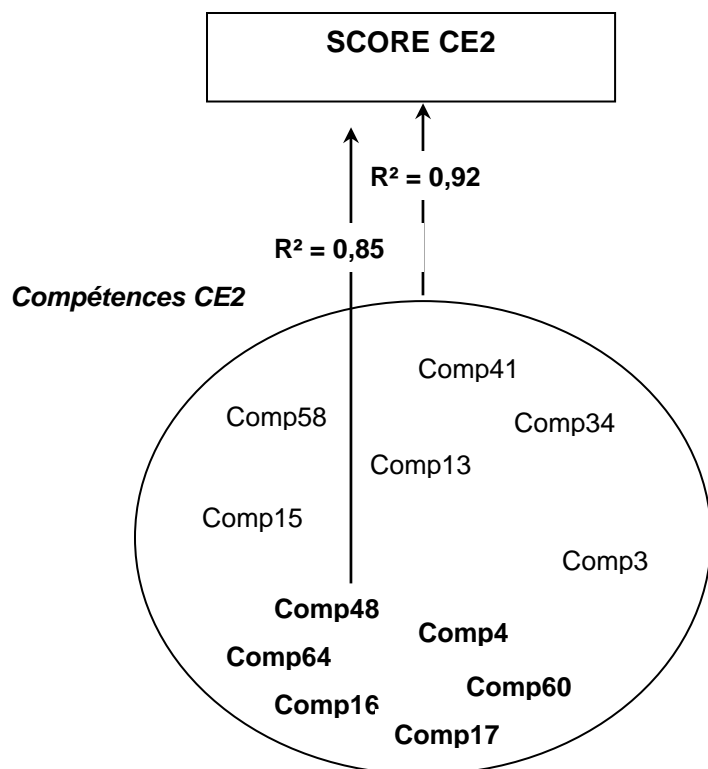 SCORE CE2
R² = 0,92
R² = 0,85
Compétences CE2
Comp41
Comp58
Comp34
Comp13
Comp15
Comp3
Comp48
Comp4
Comp64
Comp60
Comp16
Comp17